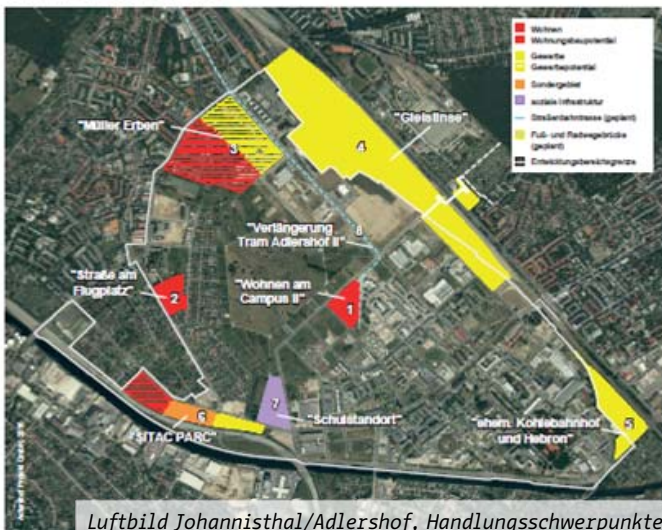 Wohnen
Wohnungsbaupotential
Gewerbe
Gewerbepotential
Sondergebiet
soziale Infrastruktur
Straßenbahntrasse (geplant)
Fuß- und Radwegebrücke
(geplant)
Entwicklungsbereichsgrenze
"Müller Erben"
3
4
"Gleislinse"
8
"Verlängerung
Tram Adlershof II"
"Straße am
Flugplatz"
2
"Wohnen am
Campus II"
1
7
"Schulstandort"
6
"SITAC PARC"
"ehem. Kohlebahnhof
und Hebron"
5
Luftbild Johannisthal/Adlershof, Handlungsschwerpunkte